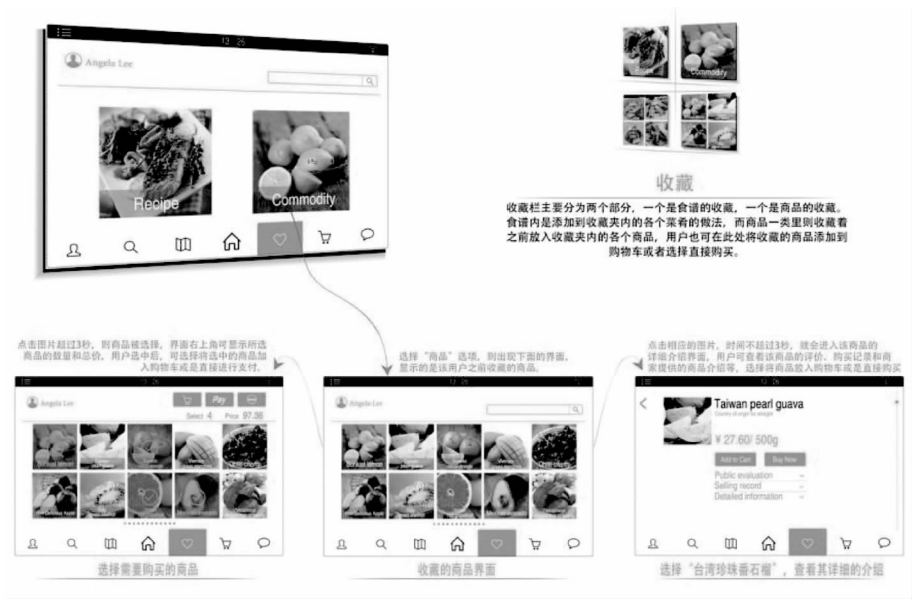 13 25
Angela Lee
Recipe
Commodity
Recipe
Commodity
收藏
收藏栏主要分为两个部分，一个是食谱的收藏，一个是商品的收藏。
食谱内是添加到收藏夹内的各个菜肴的做法，而商品一类里则收藏着
之前放入收藏夹内的各个商品，用户也可在此处将收藏的商品添加到
购物车或者选择直接购买。
点击图片超过3秒，则商品被选择，界面右上角可显示所选
商品的数量和总价，用户选中后，可选择将选中的商品加
入购物车或是直接进行支付。
选择“商品”选项，则出现下面的界面，
显示的是该用户之前收藏的商品。
点击相应的图片，时间不超过3秒，就会进入该商品的
详细介绍界面，用户可查看该商品的评价、购买记录和商
家提供的商品介绍等，选择将商品放入购物车或是直接购买
Angela Lee
Pay
Select 4 Price 97.36
选择需要购买的商品
Angela Lee
收藏的商品界面
Taiwan pearl guava
¥ 27.60/ 500g
Add to Cart Buy Now
Public evaluation
Selling record
Detailed information
选择“台湾珍珠番石榴”，查看其详细的介绍